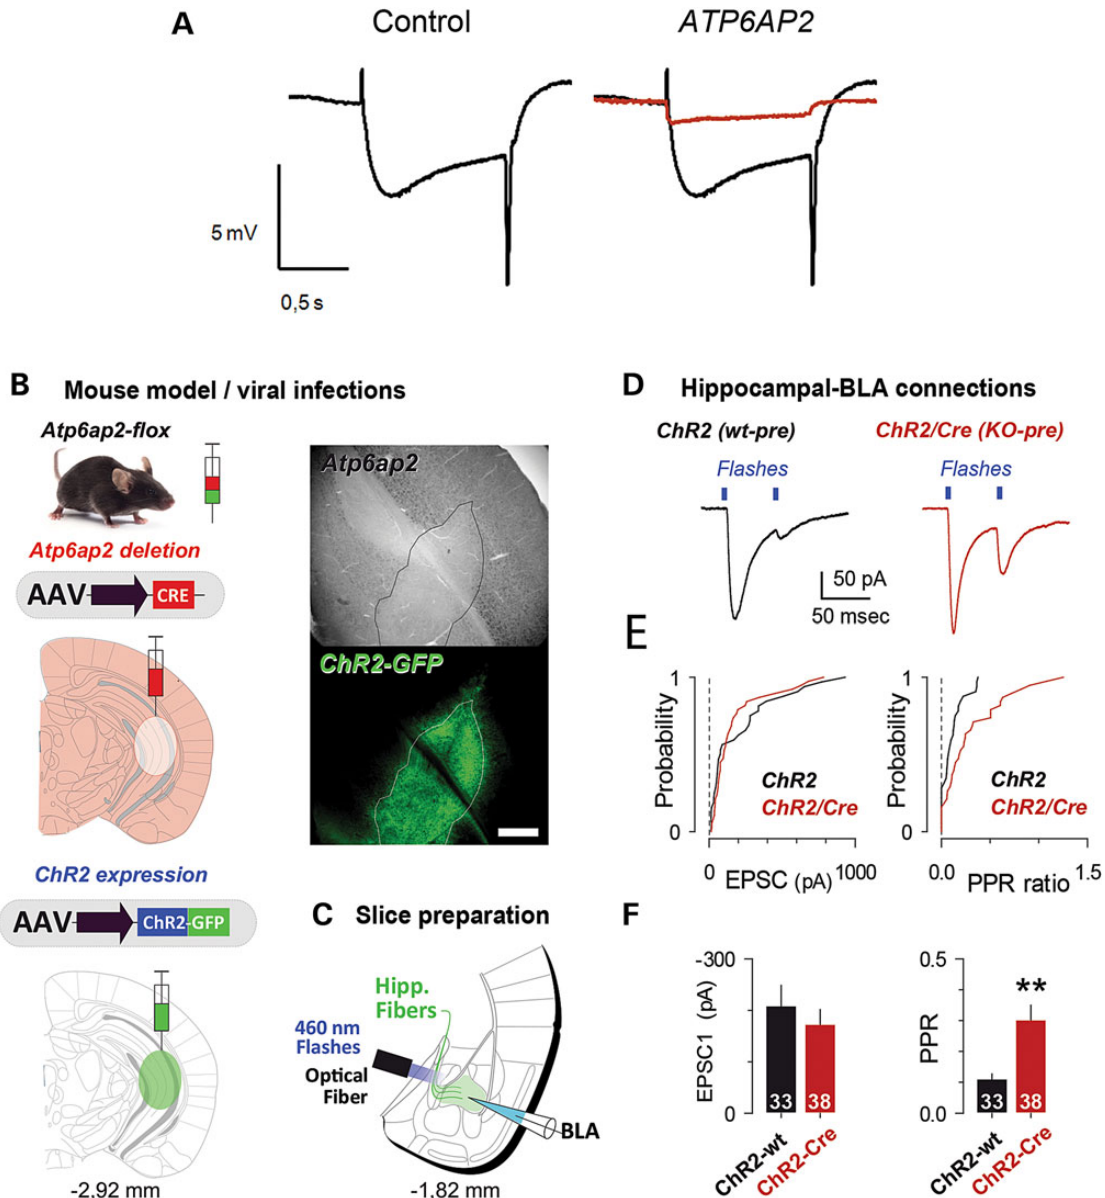 A
Control
ATP6AP2
5 mV
0,5 s
B
Mouse model / viral infections
Atp6ap2-flox
Atp6ap2 deletion
AAV
CRE
ChR2 expression
AAV
ChR2-GFP
-2.92 mm
Atp6ap2
ChR2-GFP
C
Slice preparation
Hipp.
Fibers
460 nm
Flashes
Optical
Fiber
BLA
-1.82 mm
D
Hippocampal-BLA connections
ChR2 (wt-pre)
ChR2/Cre (KO-pre)
Flashes
Flashes
50 pA
50 msec
E
1
Probability
0
ChR2
ChR2/Cre
0
EPSC (pA)
1000
1
Probability
0
ChR2
ChR2/Cre
0.0
PPR ratio
1.5
F
-300
EPSC1 (pA)
0
33
38
ChR2-wt
ChR2-Cre
0.5
PPR
0.0
**
33
38
ChR2-wt
ChR2-Cre